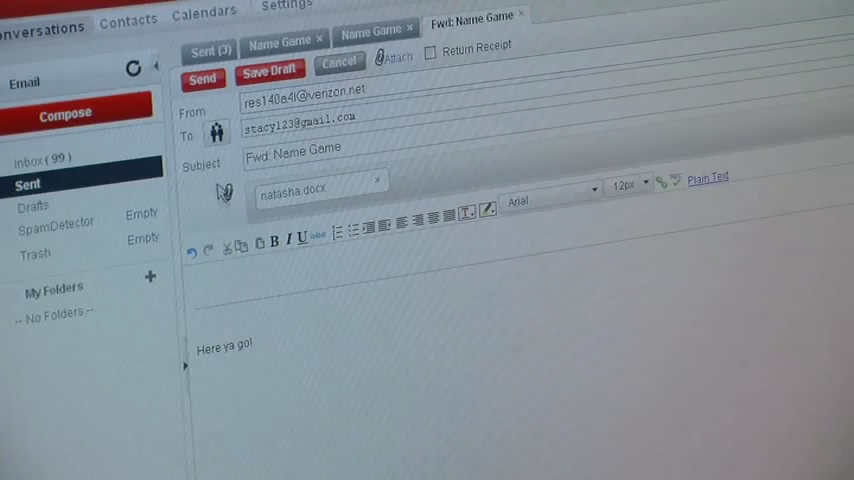 onversations Contacts Calendars Settings
Sent (3) Name Game × Name Game × Fwd: Name Game ×
Email
Send Save Draft Cancel Attach Return Receipt
Compose
From res140a4l@verizon.net
To stacy123@gmail.com
Subject Fwd: Name Game
Inbox (99)
Sent
natasha.docx ×
Drafts
SpamDetector Empty
Trash Empty
B I U abc T Arial 12px Plain Text
My Folders +
-- No Folders --
Here ya go!